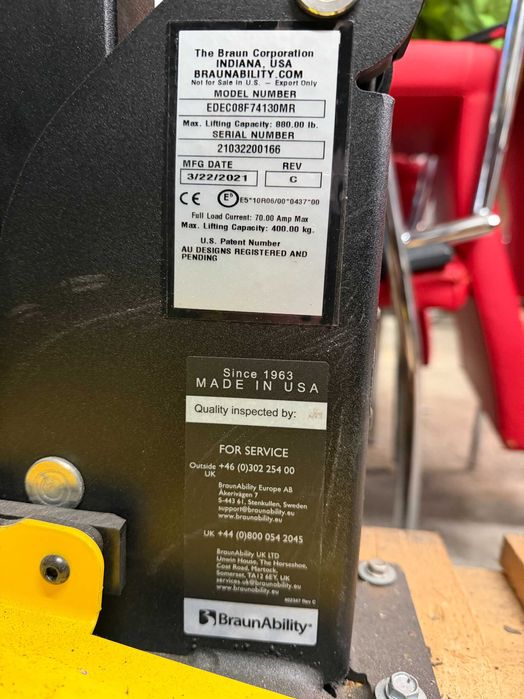 The Braun Corporation
INDIANA, USA
BRAUNABILITY.COM
Not for Sale in U.S. - Export Only
MODEL NUMBER
EDEC08F74130MR
Max. Lifting Capacity: 880.00 lb.
SERIAL NUMBER
21032200166
MFG DATE REV
3/22/2021 C
CE E5 E5*10R06/00*0437*00
Full Load Current: 70.00 Amp Max
Max. Lifting Capacity: 400.00 kg.
U.S. Patent Number
AU DESIGNS REGISTERED AND
PENDING
Since 1963
MADE IN USA
Quality inspected by:
FOR SERVICE
Outside UK +46 (0)302 254 00
BraunAbility Europe AB
Åkerivägen 7
S-443 61, Stenkullen, Sweden
support@braunability.eu
www.braunability.eu
UK +44 (0)800 054 2045
BraunAbility UK LTD
Unwin House, The Horseshoe,
Coat Road, Martock,
Somerset, TA12 6EY, UK
services.uk@braunability.eu
www.braunability.eu
BraunAbility®